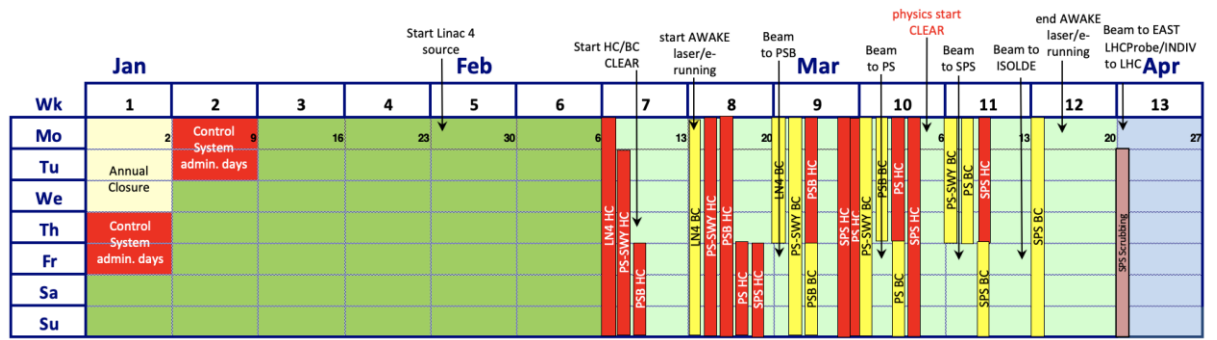 physics start
CLEAR
end AWAKE
laser/e-
running
Start Linac 4
source
Start HC/BC
CLEAR
start AWAKE
laser/e-
running
Beam
to PSB
Beam
to PS
Beam
to SPS
Beam to
ISOLDE
Beam to EAST
LHCProbe/INDIV
to LHC
Jan Feb Mar Apr
Wk 1 2 3 4 5 6 7 8 9 10 11 12 13
Mo 2 9 16 23 30 6 13 20 6 13 20 27
Tu
We
Th
Fr
Sa
Su
Annual
Closure
Control
System
admin. days
Control
System
admin. days
LN4 HC
PS-SWY HC
PSB HC
LN4 BC
PS-SWY HC
PSB HC
PS HC
SPS HC
LN4 BC
PS-SWY BC
PSB HC
PSB BC
SPS HC
PS HC
PS-SWY BC
PSB BC
PS HC
PS BC
SPS HC
PS-SWY BC
PS BC
SPS HC
SPS BC
SPS BC
SPS Scrubbing